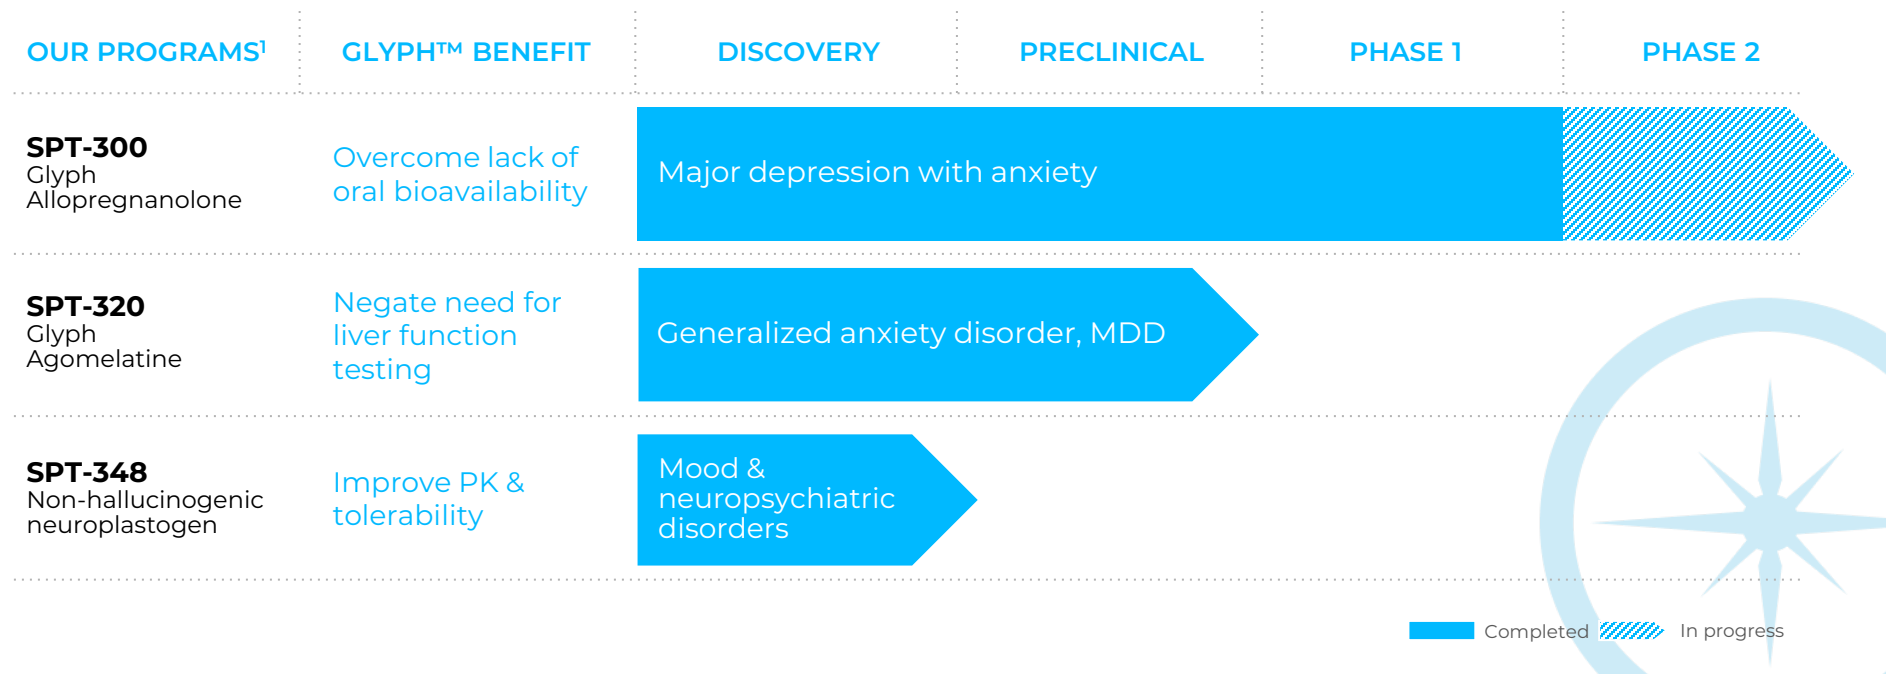 OUR PROGRAMS¹
GLYPH™ BENEFIT
DISCOVERY
PRECLINICAL
PHASE 1
PHASE 2
SPT-300
Glyph
Allopregnanolone
Overcome lack of
oral bioavailability
Major depression with anxiety
SPT-320
Glyph
Agomelatine
Negate need for
liver function
testing
Generalized anxiety disorder, MDD
SPT-348
Non-hallucinogenic
neuroplastogen
Improve PK &
tolerability
Mood &
neuropsychiatric
disorders
Completed
In progress